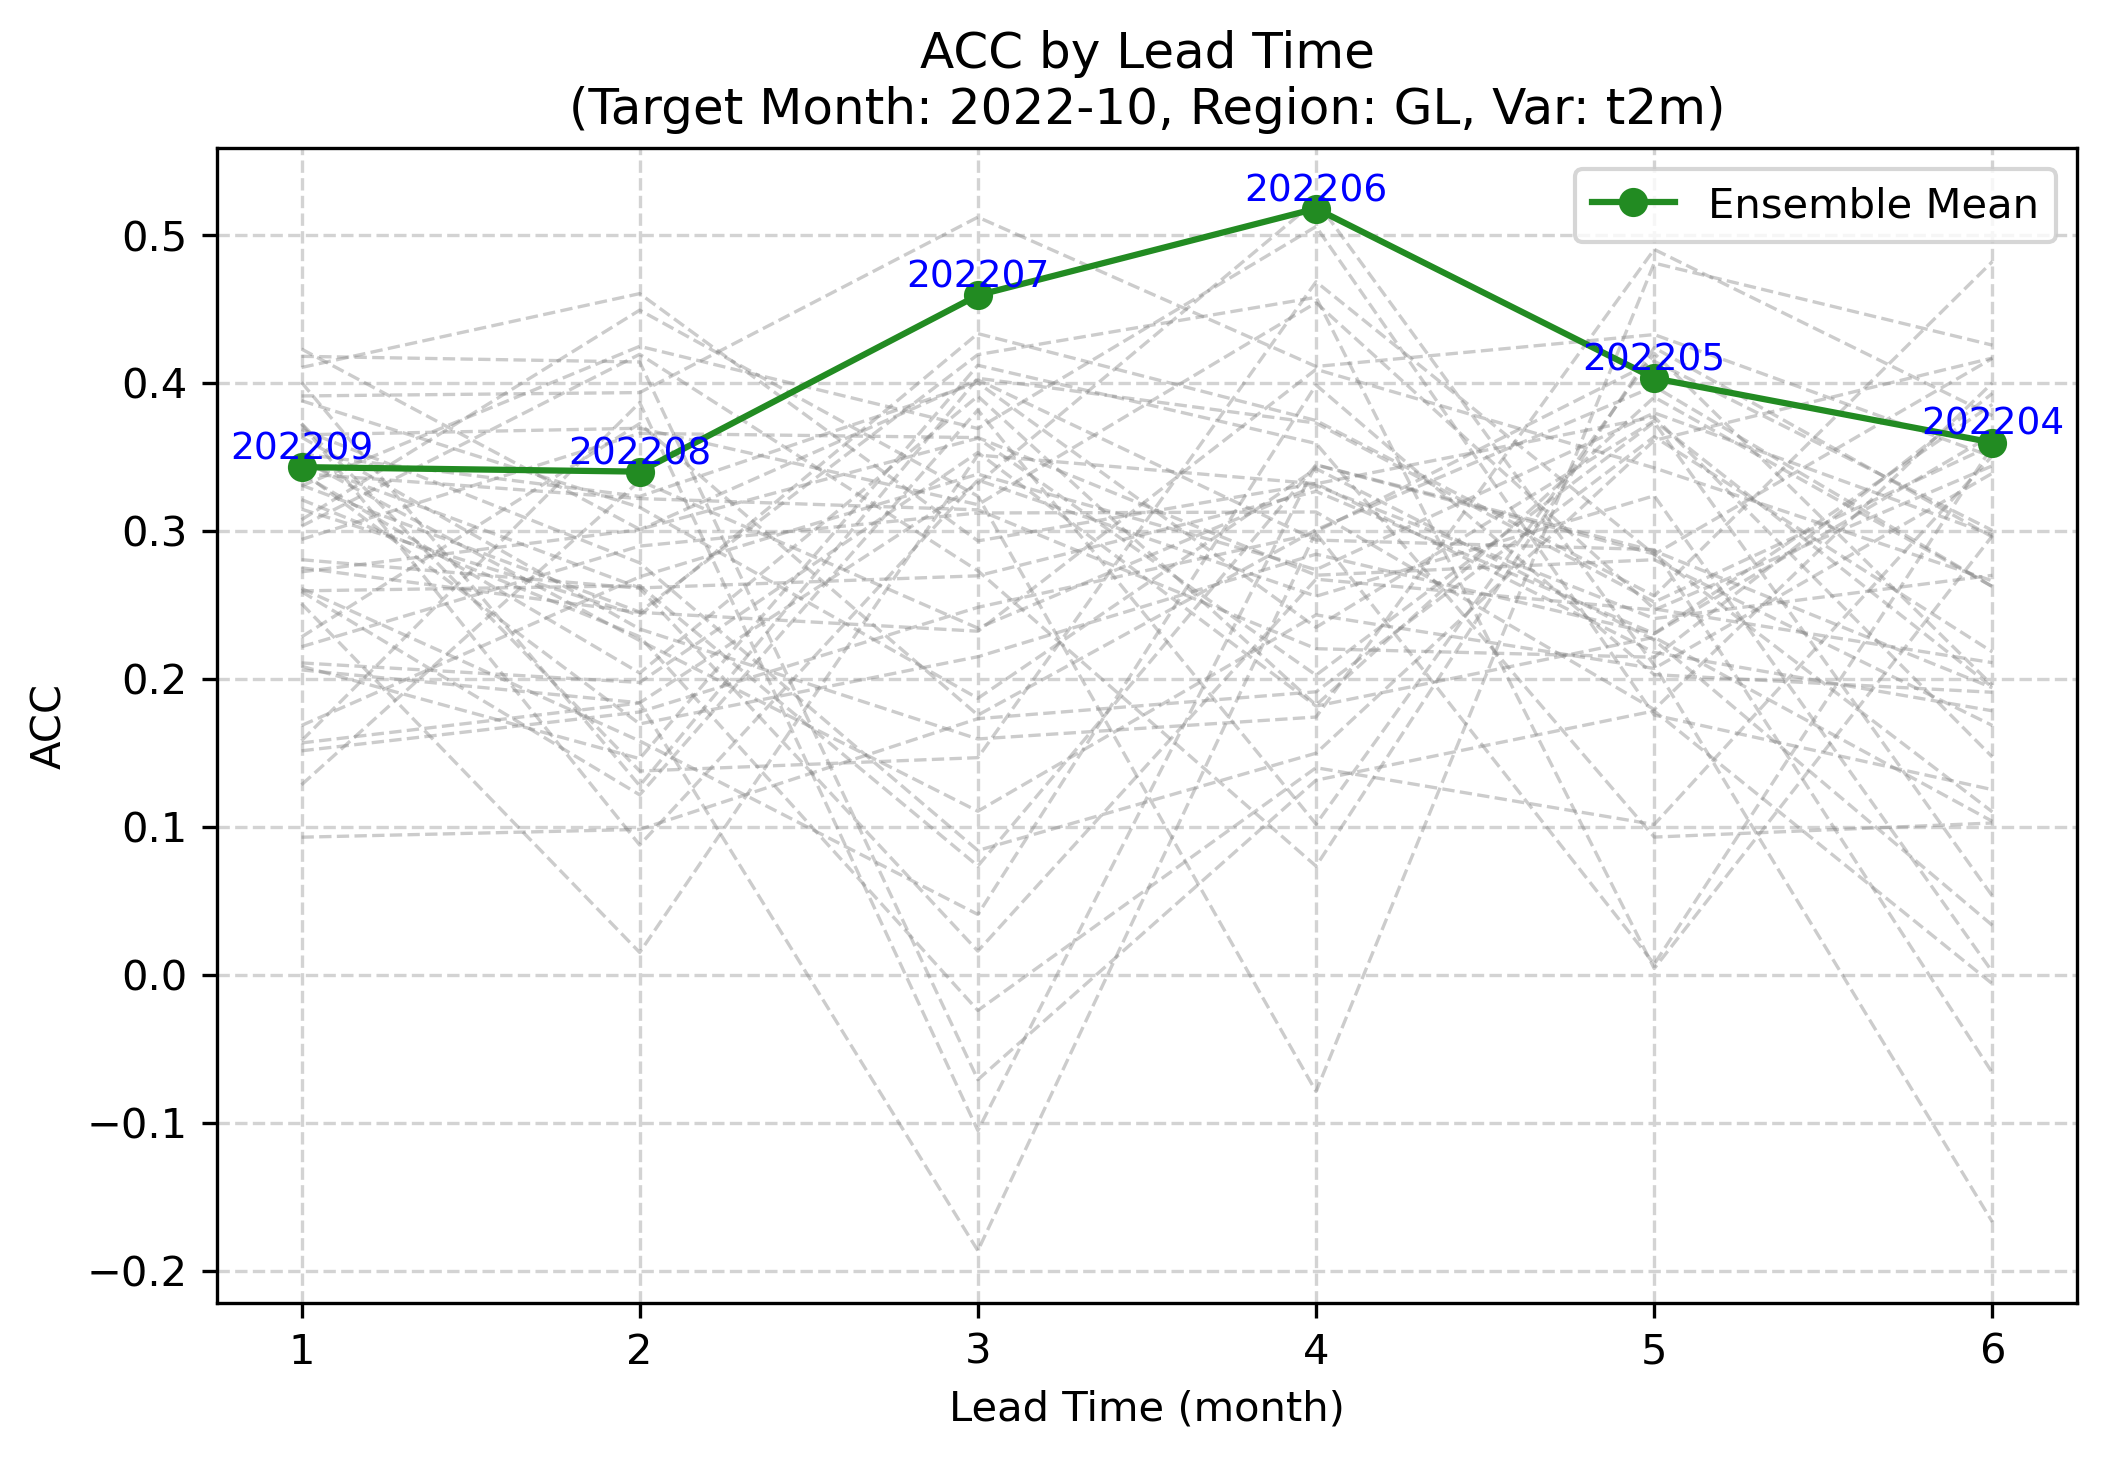 ACC by Lead Time
(Target Month: 2022-10, Region: GL, Var: t2m)
Ensemble Mean
202209
202208
202207
202206
202205
202204
ACC
0.5
0.4
0.3
0.2
0.1
0.0
−0.1
−0.2
1 2 3 4 5 6
Lead Time (month)